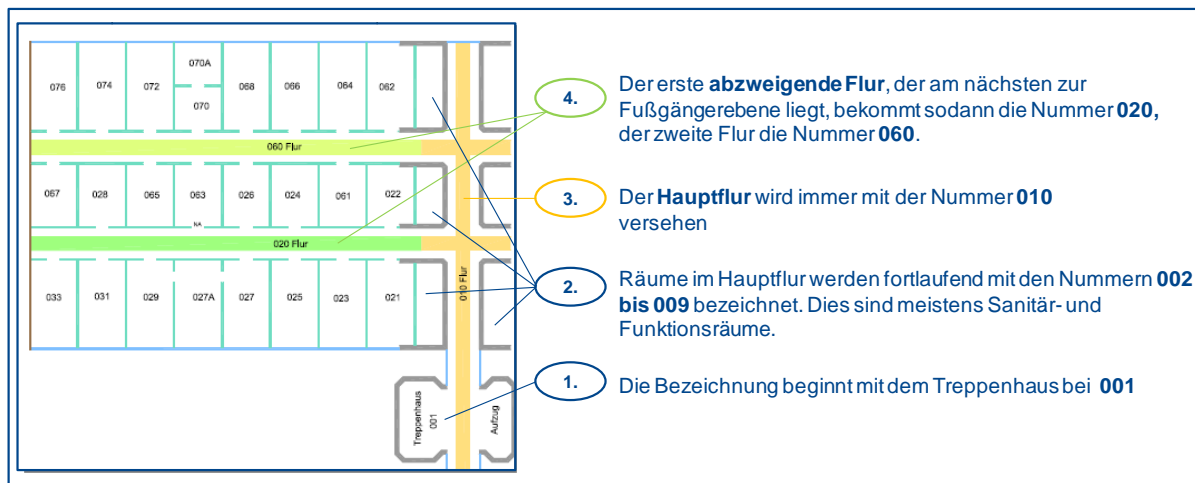 070A
076
074
072
070
068
066
064
062
060 Flur
067
028
065
063
026
024
061
022
NA
020 Flur
033
031
029
027A
027
025
023
021
010 Flur
Treppenhaus
001
Aufzug
4.
Der erste abzweigende Flur, der am nächsten zur
Fußgängerebene liegt, bekommt sodann die Nummer 020,
der zweite Flur die Nummer 060.
3.
Der Hauptflur wird immer mit der Nummer 010
versehen
2.
Räume im Hauptflur werden fortlaufend mit den Nummern 002
bis 009 bezeichnet. Dies sind meistens Sanitär- und
Funktionsräume.
1.
Die Bezeichnung beginnt mit dem Treppenhaus bei 001